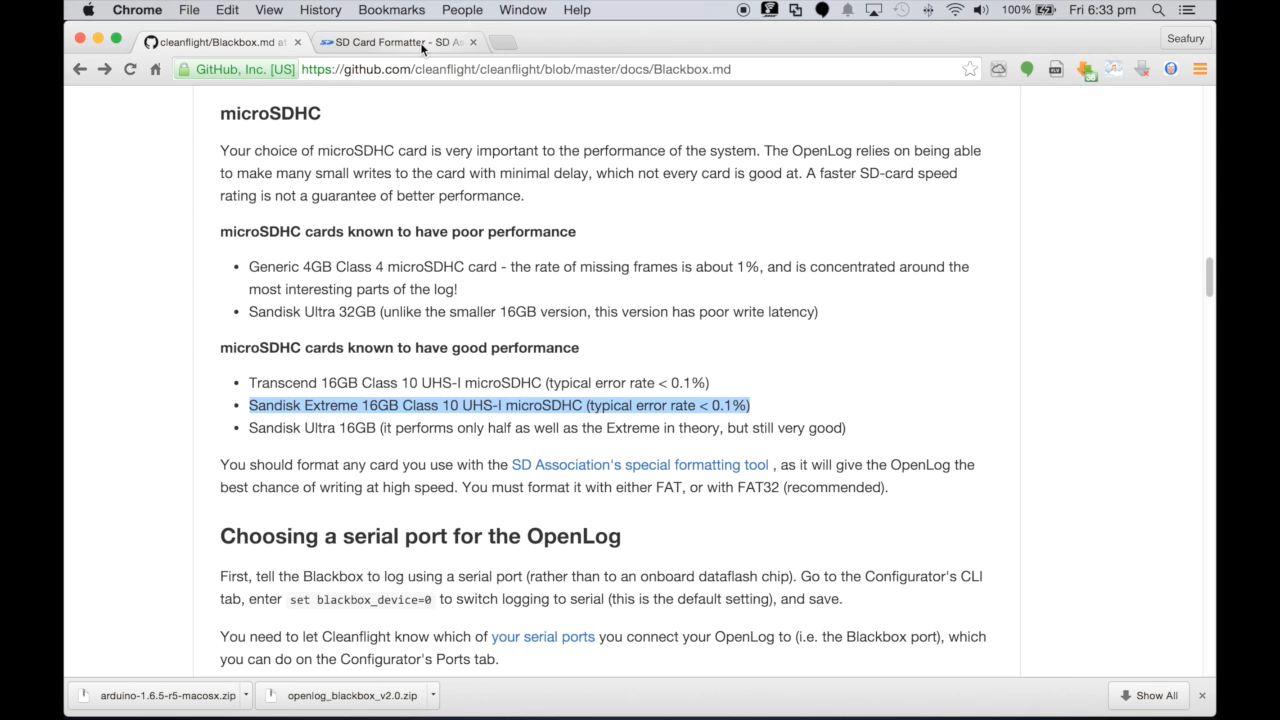 Chrome File Edit View History Bookmarks People Window Help 100% Fri 6:33 pm
cleanflight/Blackbox.md at SD Card Formatter - SD As Seafury
GitHub, Inc. [US] https://github.com/cleanflight/cleanflight/blob/master/docs/Blackbox.md
microSDHC
Your choice of microSDHC card is very important to the performance of the system. The OpenLog relies on being able
to make many small writes to the card with minimal delay, which not every card is good at. A faster SD-card speed
rating is not a guarantee of better performance.
microSDHC cards known to have poor performance
• Generic 4GB Class 4 microSDHC card - the rate of missing frames is about 1%, and is concentrated around the
most interesting parts of the log!
• Sandisk Ultra 32GB (unlike the smaller 16GB version, this version has poor write latency)
microSDHC cards known to have good performance
• Transcend 16GB Class 10 UHS-I microSDHC (typical error rate < 0.1%)
• Sandisk Extreme 16GB Class 10 UHS-I microSDHC (typical error rate < 0.1%)
• Sandisk Ultra 16GB (it performs only half as well as the Extreme in theory, but still very good)
You should format any card you use with the SD Association's special formatting tool , as it will give the OpenLog the
best chance of writing at high speed. You must format it with either FAT, or with FAT32 (recommended).
Choosing a serial port for the OpenLog
First, tell the Blackbox to log using a serial port (rather than to an onboard dataflash chip). Go to the Configurator's CLI
tab, enter set blackbox_device=0 to switch logging to serial (this is the default setting), and save.
You need to let Cleanflight know which of your serial ports you connect your OpenLog to (i.e. the Blackbox port), which
you can do on the Configurator's Ports tab.
arduino-1.6.5-r5-macosx.zip openlog_blackbox_v2.0.zip Show All